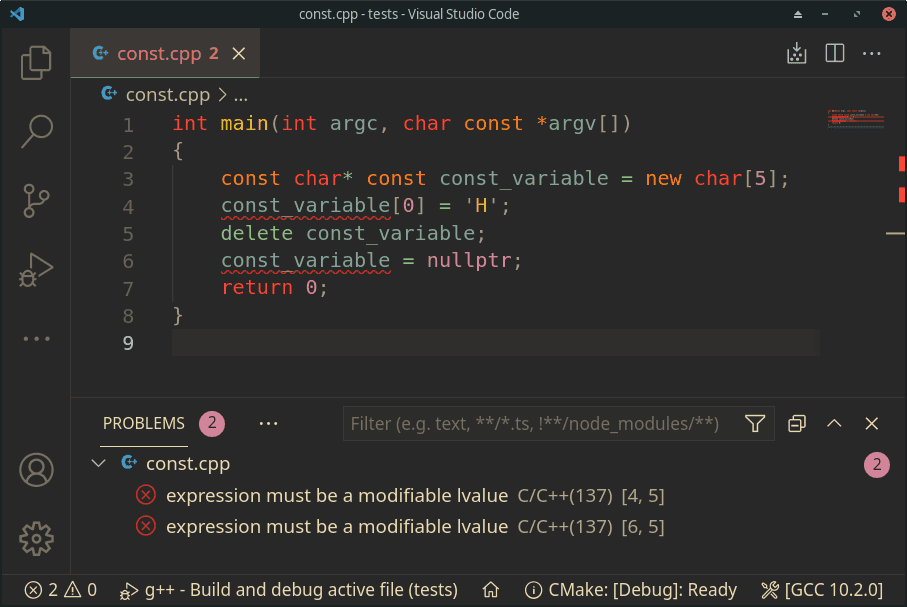 const.cpp - tests - Visual Studio Code
const.cpp 2
const.cpp > ...
1 int main(int argc, char const *argv[])
2 {
3 const char* const const_variable = new char[5];
4 const_variable[0] = 'H';
5 delete const_variable;
6 const_variable = nullptr;
7 return 0;
8 }
9
PROBLEMS 2 ... Filter (e.g. text, **/*.ts, !**/node_modules/**)
const.cpp 2
expression must be a modifiable lvalue C/C++(137) [4, 5]
expression must be a modifiable lvalue C/C++(137) [6, 5]
2 0 g++ - Build and debug active file (tests) CMake: [Debug]: Ready [GCC 10.2.0]